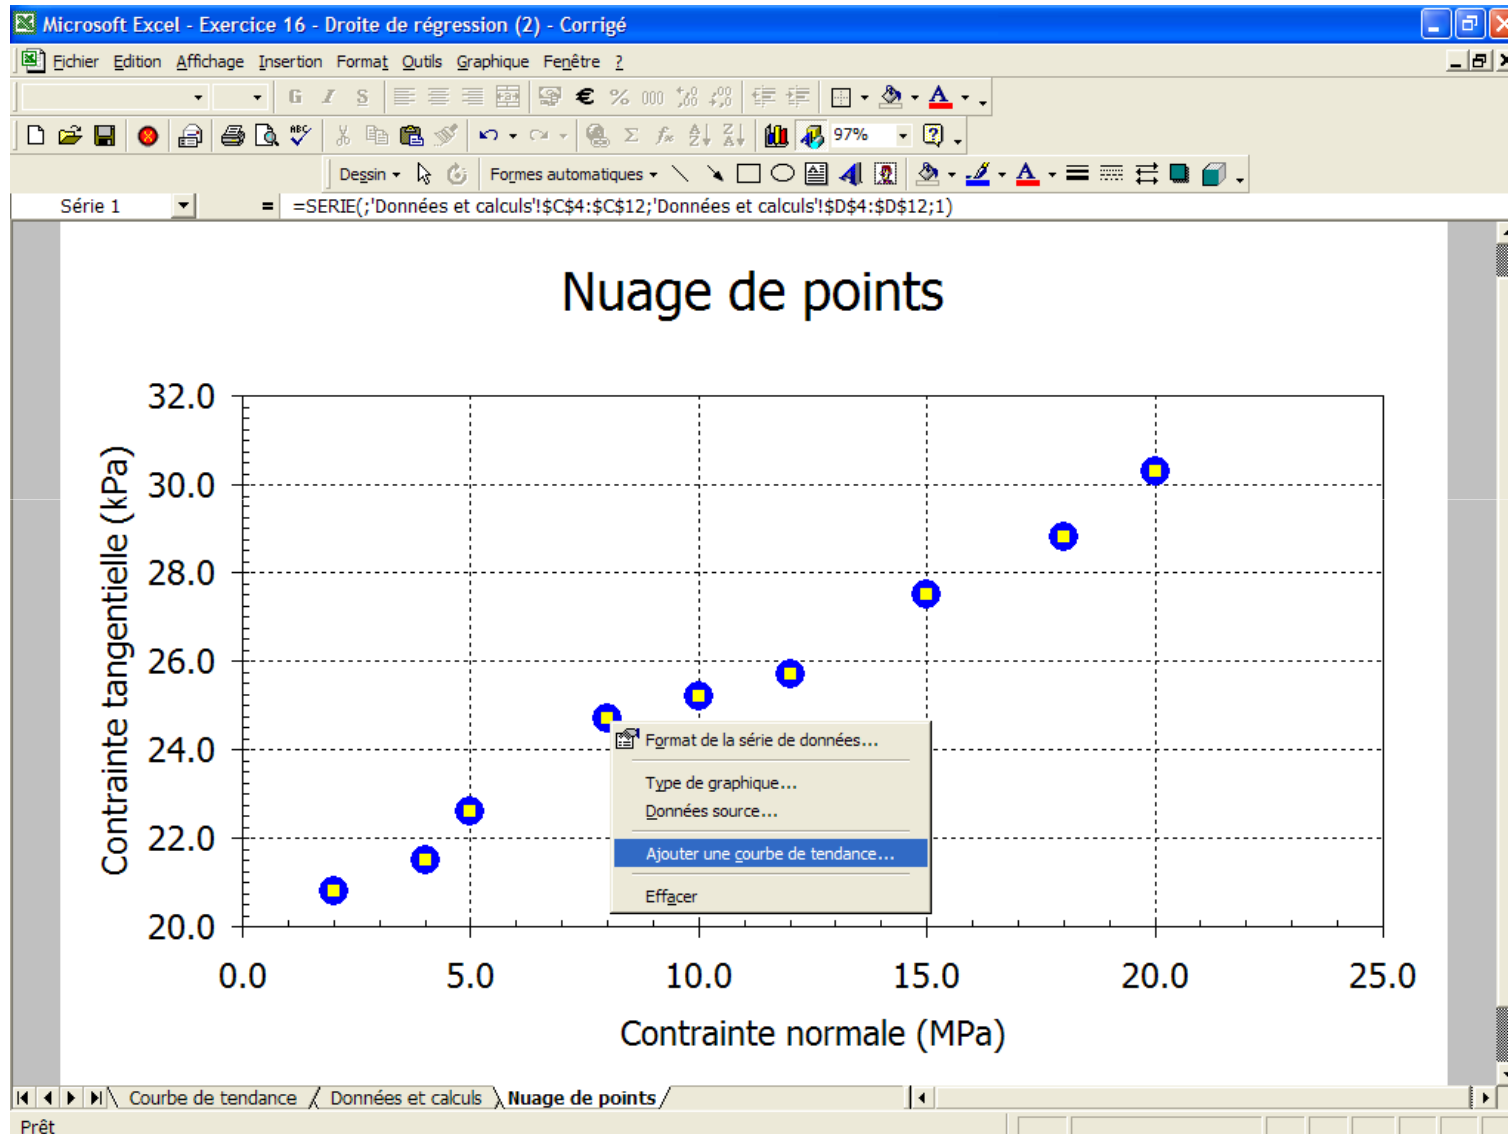 Microsoft Excel - Exercice 16 - Droite de régression (2) - Corrigé
Fichier Edition Affichage Insertion Format Outils Graphique Fenêtre ?
G I S € % 000
ABC Σ fx 97% ?
Dessin Formes automatiques A
Série 1 = =SERIE(;'Données et calculs'!$C$4:$C$12;'Données et calculs'!$D$4:$D$12;1)
Nuage de points
Contrainte tangentielle (kPa)
32.0
30.0
28.0
26.0
24.0
22.0
20.0
Format de la série de données...
Type de graphique...
Données source...
Ajouter une courbe de tendance...
Effacer
0.0 5.0 10.0 15.0 20.0 25.0
Contrainte normale (MPa)
Courbe de tendance Données et calculs Nuage de points
Prêt